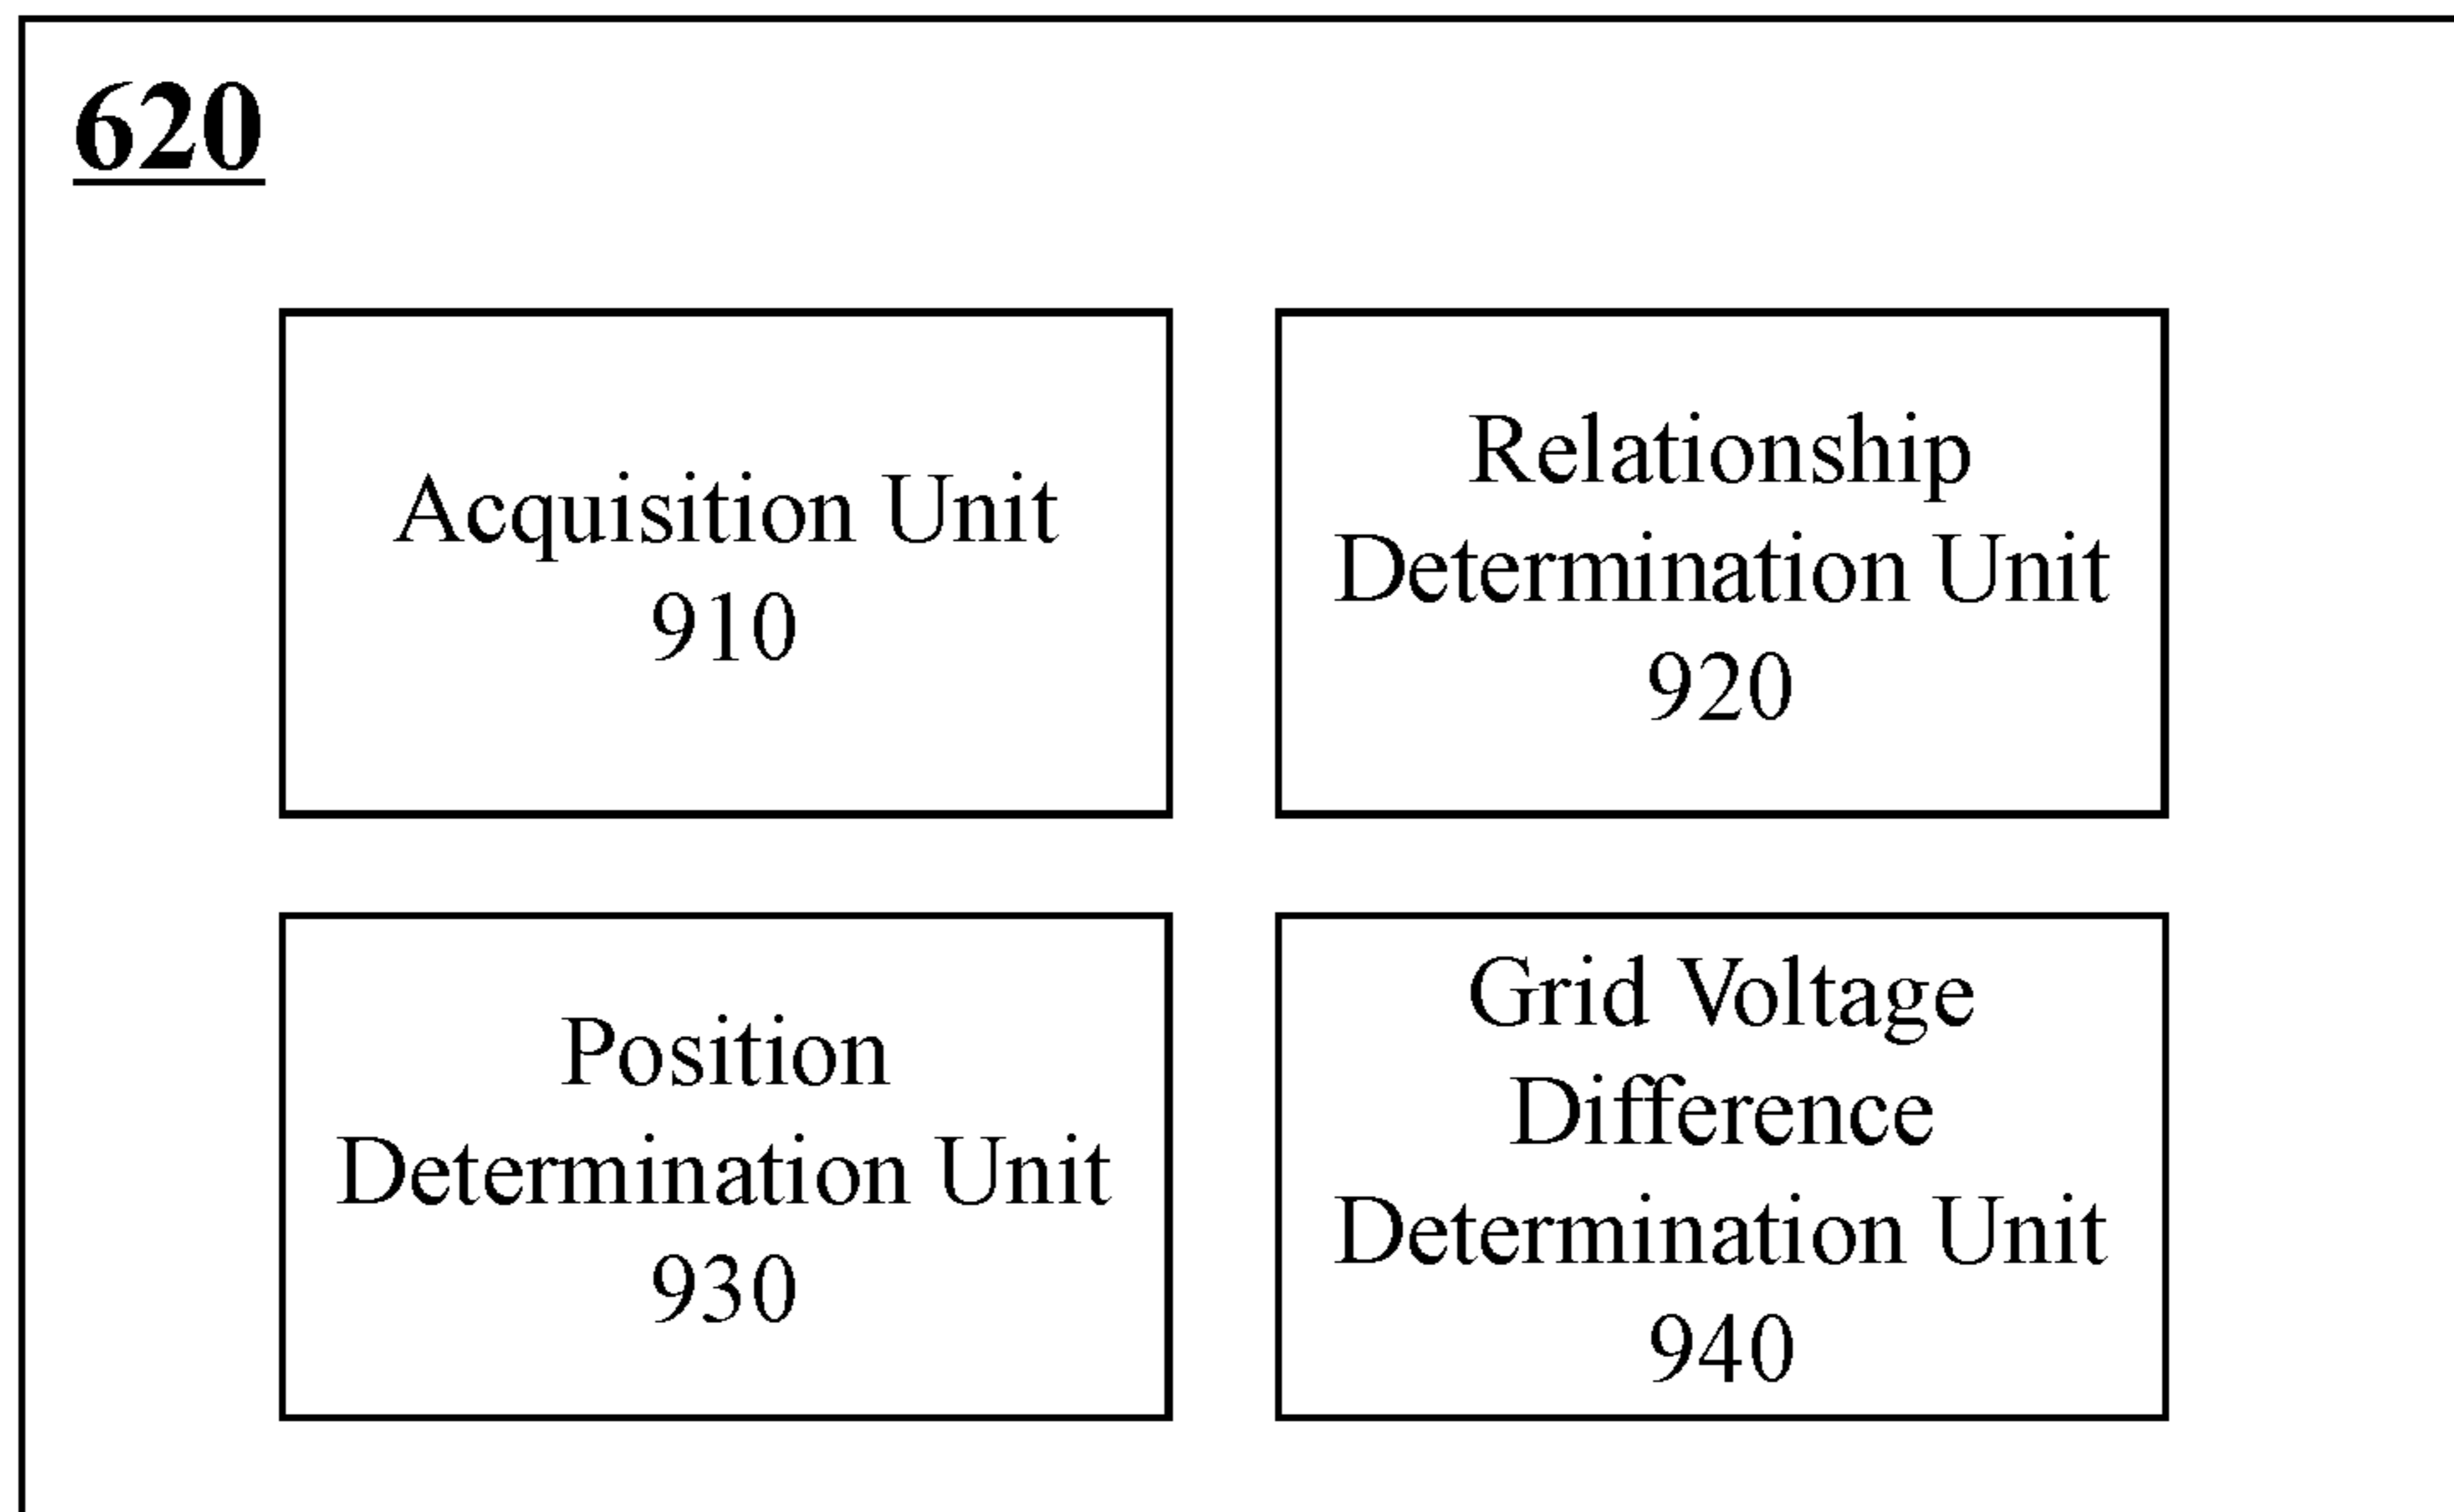 620
Acquisition Unit
910
Relationship
Determination Unit
920
Position
Determination Unit
930
Grid Voltage
Difference
Determination Unit
940